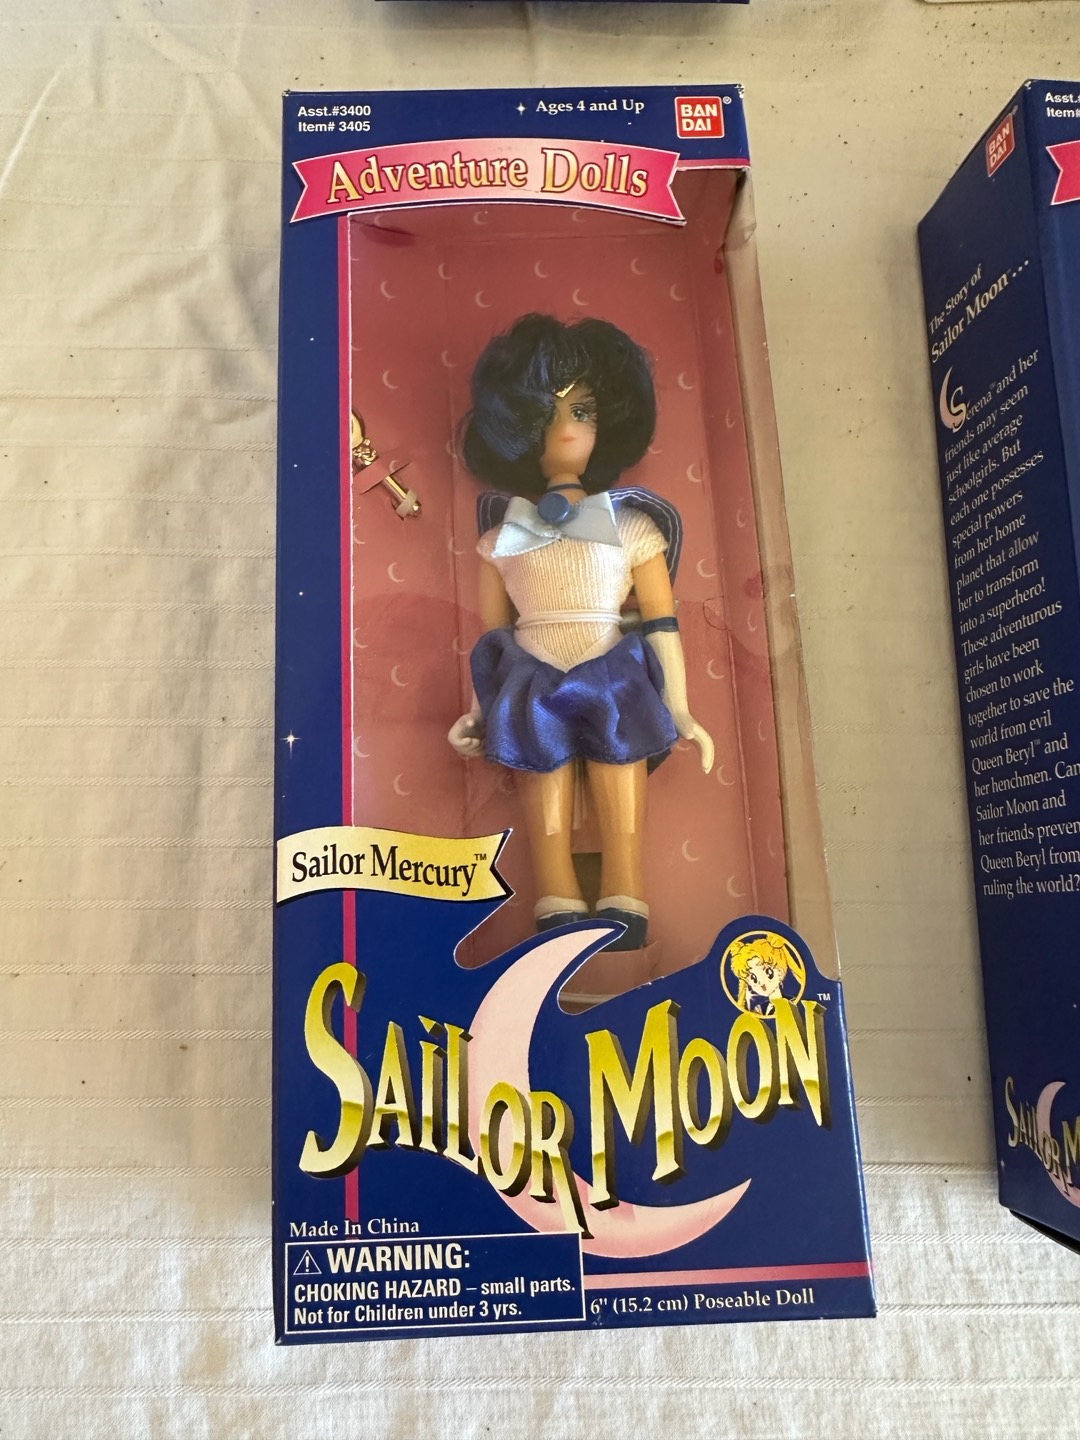 Asst.#3400
Item# 3405
Ages 4 and Up
BAN
DAI
®
Adventure Dolls
Sailor Mercury™
SAILOR MOON™
Made In China
WARNING:
CHOKING HAZARD – small parts.
Not for Children under 3 yrs.
6" (15.2 cm) Poseable Doll
Asst.
Item#
BAN
DAI
The Story of
Sailor Moon™...
Serena™ and her
friends may seem
just like average
schoolgirls. But
each one possesses
special powers
from her home
planet that allow
her to transform
into a superhero!
These adventurous
girls have been
chosen to work
together to save the
world from evil
Queen Beryl™ and
her henchmen. Can
Sailor Moon and
her friends preven
Queen Beryl from
ruling the world?
SAILOR M